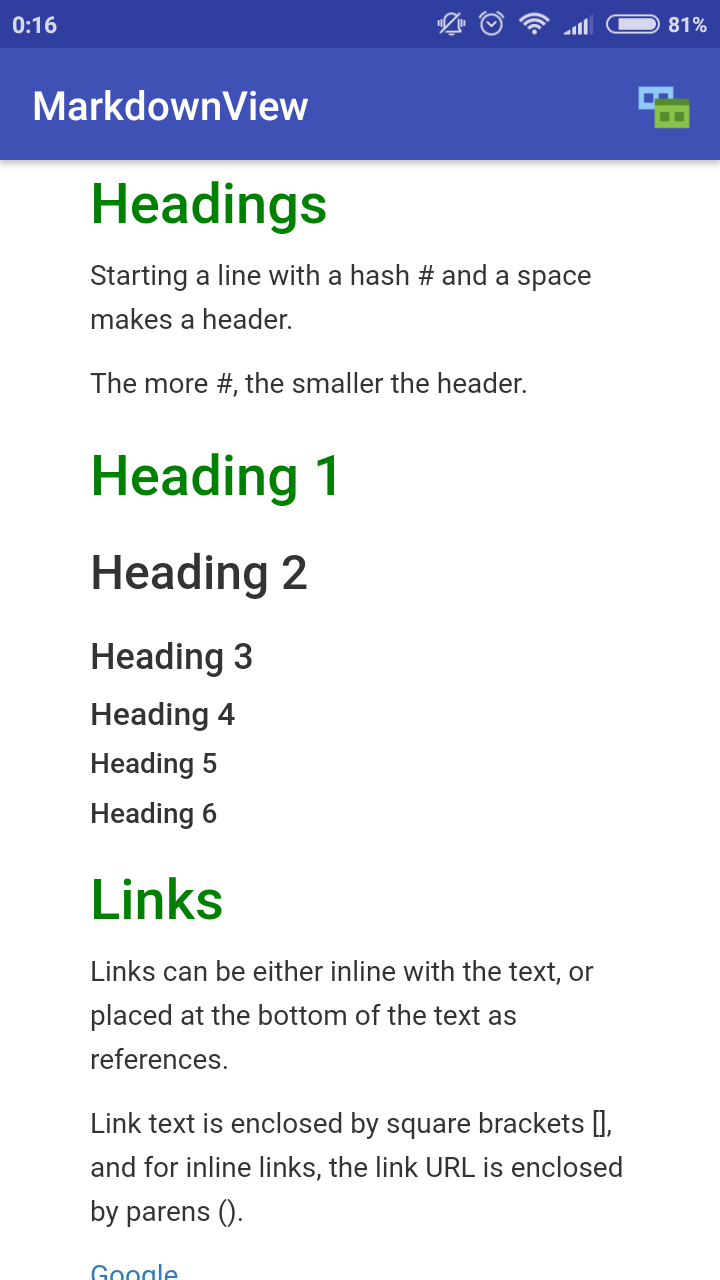 0:16
81%
MarkdownView
Headings
Starting a line with a hash # and a space
makes a header.
The more #, the smaller the header.
Heading 1
Heading 2
Heading 3
Heading 4
Heading 5
Heading 6
Links
Links can be either inline with the text, or
placed at the bottom of the text as
references.
Link text is enclosed by square brackets [],
and for inline links, the link URL is enclosed
by parens ().
Google